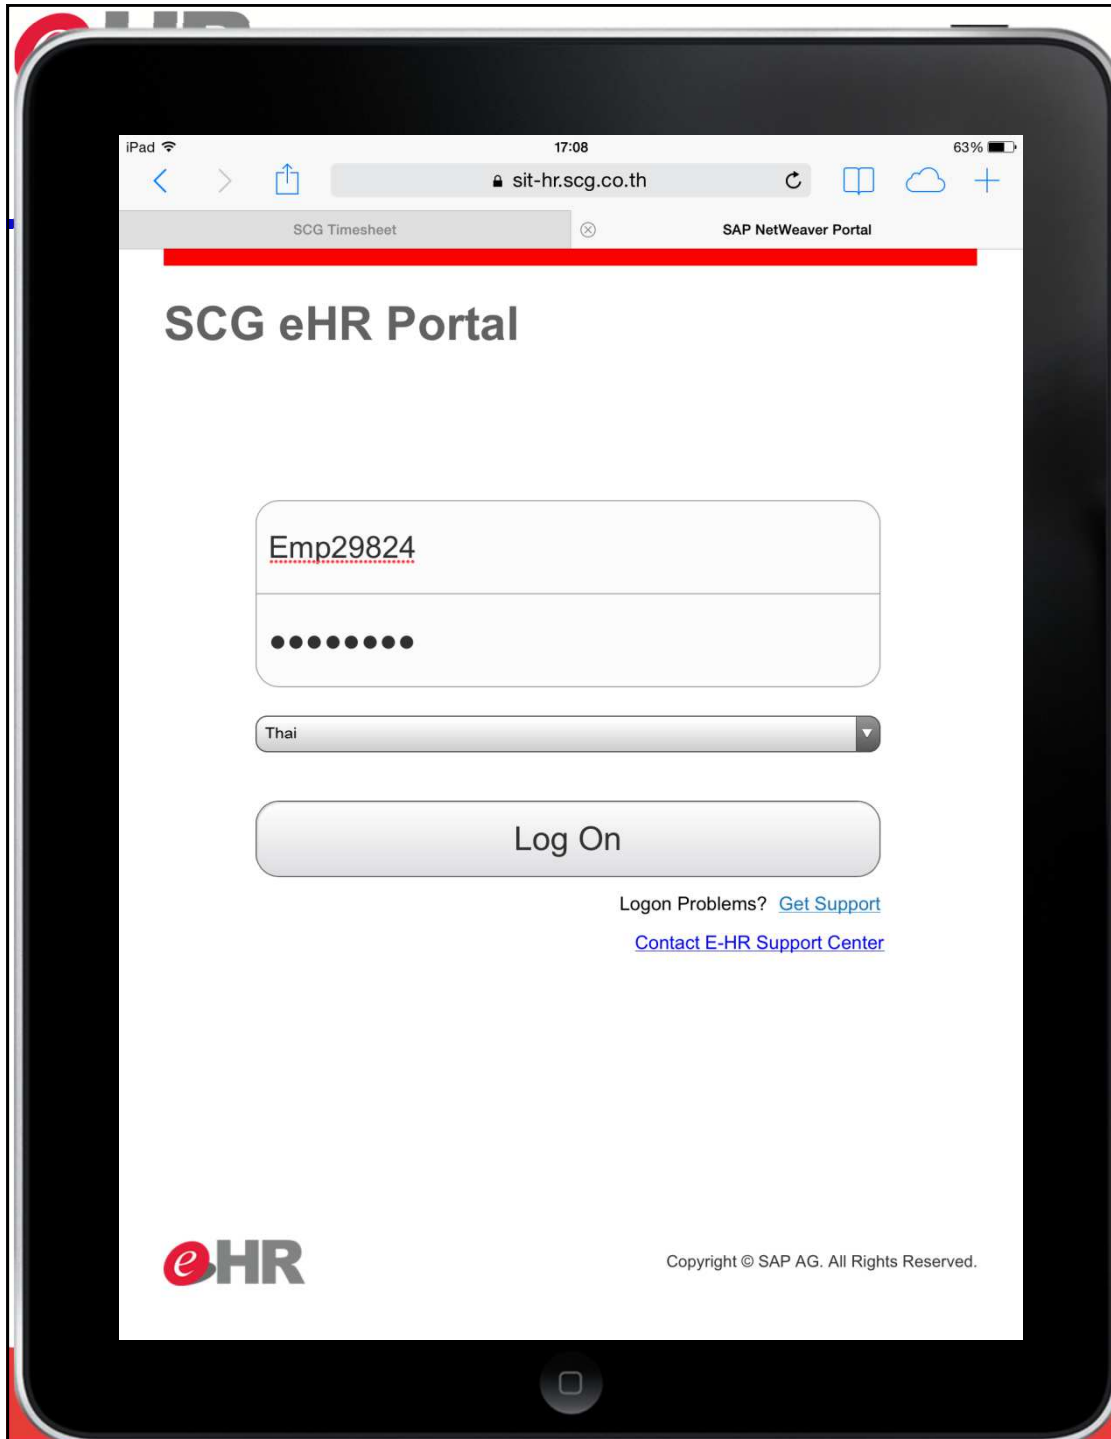 iPad 17:08 63%
sit-hr.scg.co.th
SCG Timesheet SAP NetWeaver Portal
SCG eHR Portal
Emp29824
••••••••
Thai
Log On
Logon Problems? Get Support
Contact E-HR Support Center
eHR Copyright © SAP AG. All Rights Reserved.